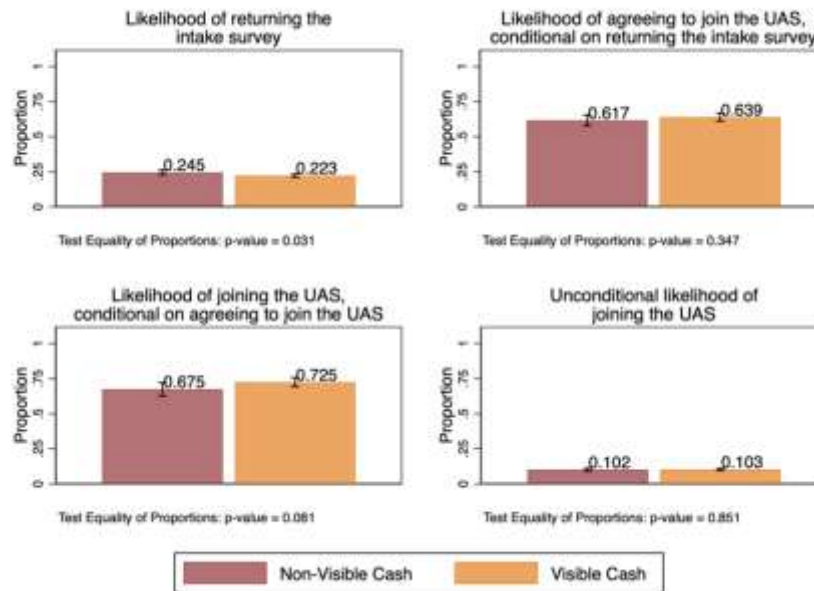 Likelihood of returning the
intake survey
Proportion
1
.75
.5
.25
0
0.245
0.223
Test Equality of Proportions: p-value = 0.031
Likelihood of agreeing to join the UAS,
conditional on returning the intake survey
Proportion
1
.75
.5
.25
0
0.617
0.639
Test Equality of Proportions: p-value = 0.347
Likelihood of joining the UAS,
conditional on agreeing to join the UAS
Proportion
1
.75
.5
.25
0
0.675
0.725
Test Equality of Proportions: p-value = 0.081
Unconditional likelihood of
joining the UAS
Proportion
1
.75
.5
.25
0
0.102
0.103
Test Equality of Proportions: p-value = 0.851
Non-Visible Cash
Visible Cash